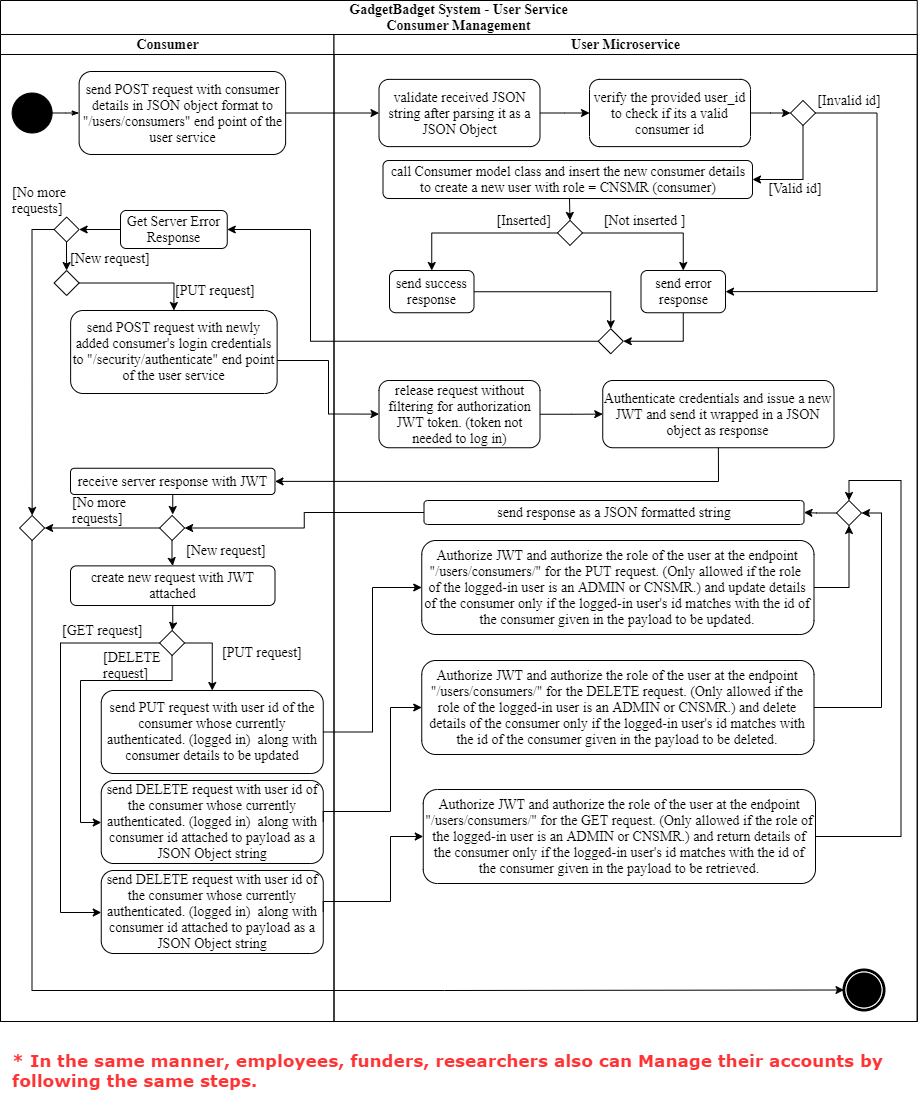 GadgetBadget System - User Service
Consumer Management
Consumer
User Microservice
send POST request with consumer
details in JSON object format to
"/users/consumers" end point of the
user service
validate received JSON
string after parsing it as a
JSON Object
verify the provided user_id
to check if its a valid
consumer id
[Invalid id]
[Valid id]
call Consumer model class and insert the new consumer details
to create a new user with role = CNSMR (consumer)
[No more
requests]
Get Server Error
Response
[Inserted]
[Not inserted ]
[New request]
[PUT request]
send success
response
send error
response
send POST request with newly
added consumer's login credentials
to "/security/authenticate" end point
of the user service
release request without
filtering for authorization
JWT token. (token not
needed to log in)
Authenticate credentials and issue a new
JWT and send it wrapped in a JSON
object as response
receive server response with JWT
[No more
requests]
send response as a JSON formatted string
[New request]
create new request with JWT
attached
Authorize JWT and authorize the role of the user at the endpoint
"/users/consumers/" for the PUT request. (Only allowed if the role
of the logged-in user is an ADMIN or CNSMR.) and update details
of the consumer only if the logged-in user's id matches with the id of
the consumer given in the payload to be updated.
[GET request]
[DELETE
request]
[PUT request]
send PUT request with user id of the
consumer whose currently
authenticated. (logged in)  along with
consumer details to be updated
Authorize JWT and authorize the role of the user at the endpoint
"/users/consumers/" for the DELETE request. (Only allowed if the
role of the logged-in user is an ADMIN or CNSMR.) and delete
details of the consumer only if the logged-in user's id matches with
the id of the consumer given in the payload to be deleted.
send DELETE request with user id of
the consumer whose currently
authenticated. (logged in)  along with
consumer id attached to payload as a
JSON Object string
Authorize JWT and authorize the role of the user at the endpoint
"/users/consumers/" for the GET request. (Only allowed if the role of
the logged-in user is an ADMIN or CNSMR.) and return details of
the consumer only if the logged-in user's id matches with the id of
the consumer given in the payload to be retrieved.
send DELETE request with user id of
the consumer whose currently
authenticated. (logged in)  along with
consumer id attached to payload as a
JSON Object string
* In the same manner, employees, funders, researchers also can Manage their accounts by
following the same steps.